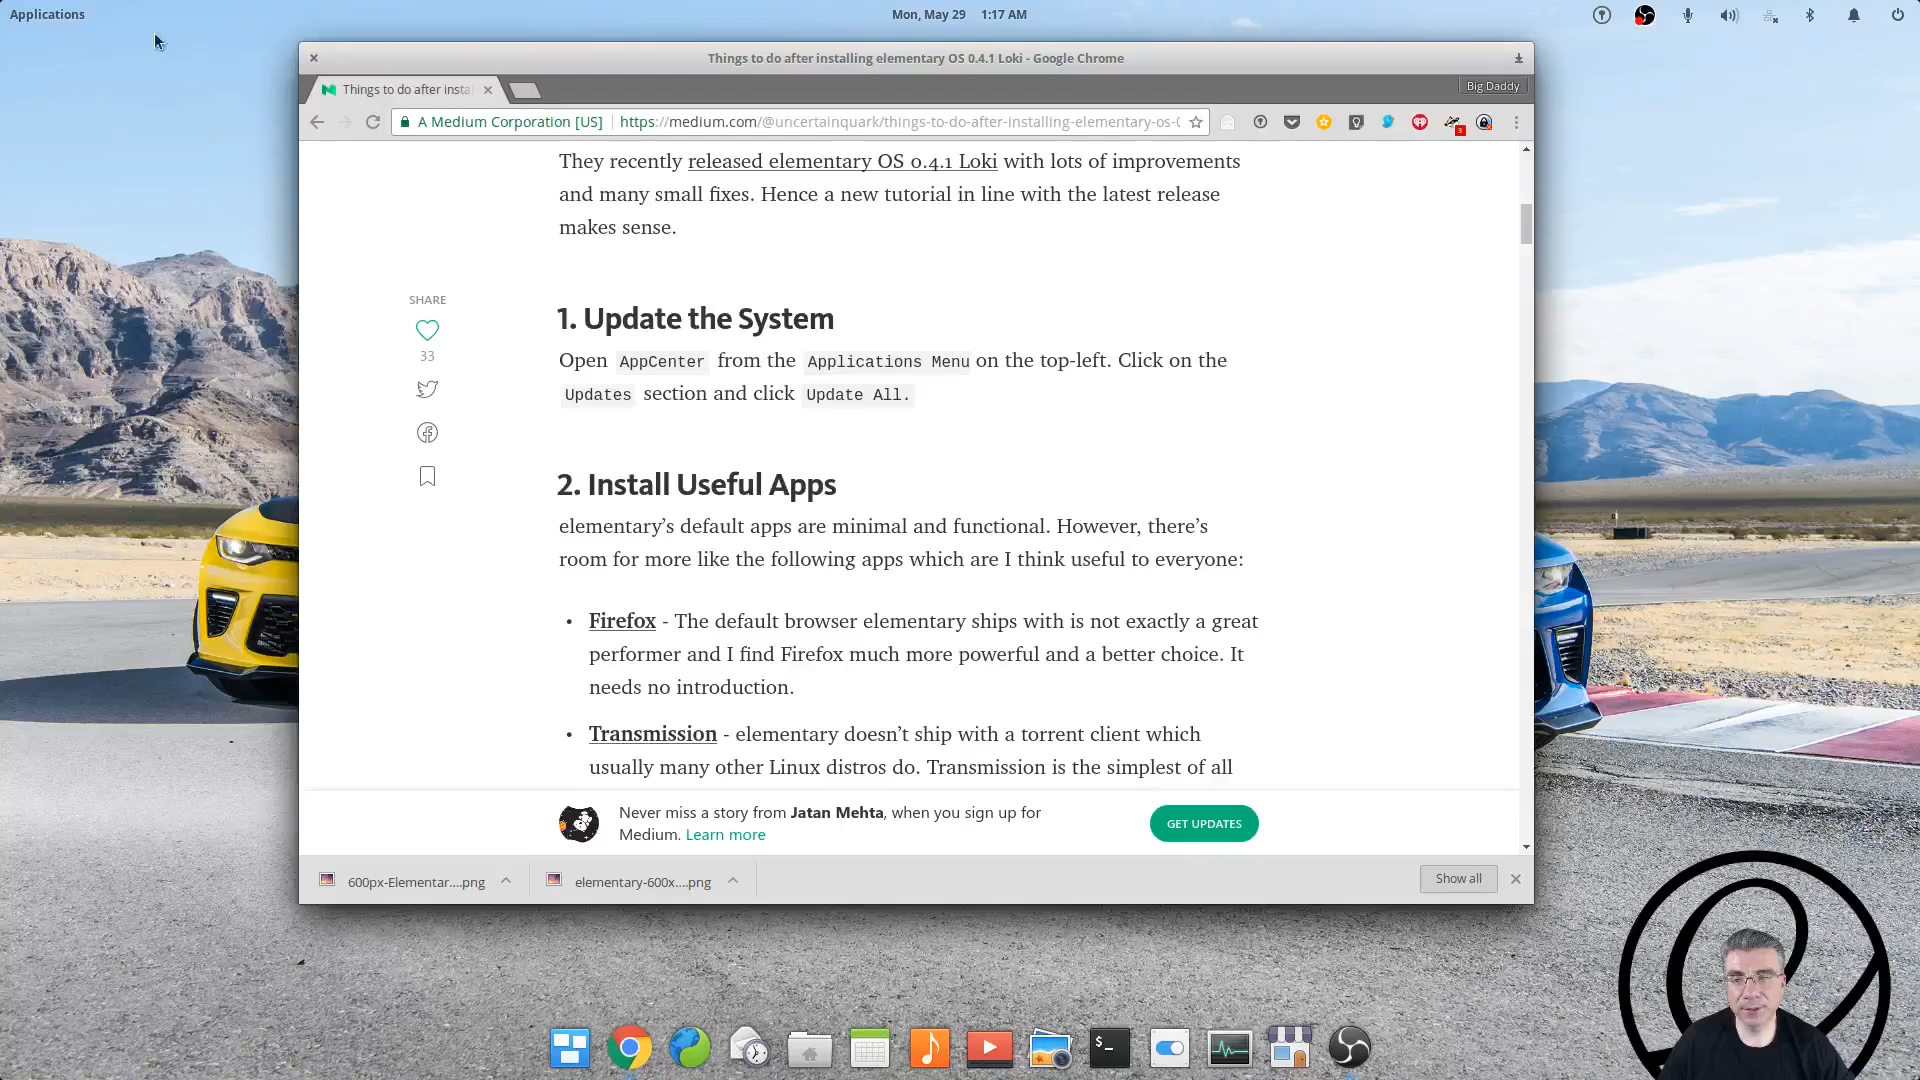 Applications
Mon, May 29 1:17 AM
Things to do after installing elementary OS 0.4.1 Loki - Google Chrome
Things to do after insta
Big Daddy
A Medium Corporation [US]
https://medium.com/@uncertainquark/things-to-do-after-installing-elementary-os-0
3
They recently released elementary OS 0.4.1 Loki with lots of improvements
and many small fixes. Hence a new tutorial in line with the latest release
makes sense.
SHARE
33
1. Update the System
Open AppCenter from the Applications Menu on the top-left. Click on the
Updates section and click Update All.
2. Install Useful Apps
elementary’s default apps are minimal and functional. However, there’s
room for more like the following apps which are I think useful to everyone:
• Firefox - The default browser elementary ships with is not exactly a great
performer and I find Firefox much more powerful and a better choice. It
needs no introduction.
• Transmission - elementary doesn’t ship with a torrent client which
usually many other Linux distros do. Transmission is the simplest of all
Never miss a story from Jatan Mehta, when you sign up for
Medium. Learn more
GET UPDATES
600px-Elementar....png
elementary-600x....png
Show all
$_